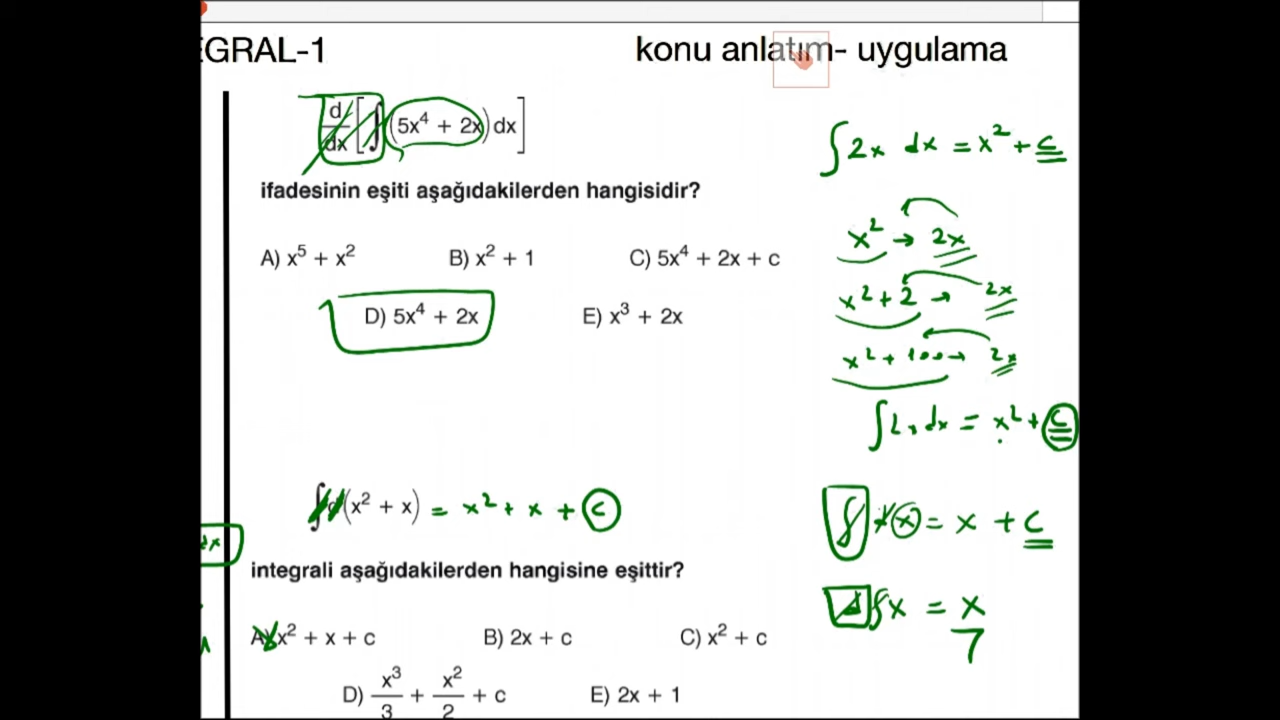 EGRAL-1
konu anlatım- uygulama
d/dx [∫(5x⁴ + 2x) dx]
ifadesinin eşiti aşağıdakilerden hangisidir?
A) x⁵ + x² B) x² + 1 C) 5x⁴ + 2x + c
D) 5x⁴ + 2x E) x³ + 2x
∫d(x² + x) = x² + x + c
integrali aşağıdakilerden hangisine eşittir?
A) x² + x + c B) 2x + c C) x² + c
D) x³/3 + x²/2 + c E) 2x + 1
dx
∫2x dx = x² + c
x² → 2x
x² + 2 → 2x
x² + 100 → 2x
∫2x dx = x² + c
∫d(x) = x + c
d∫x = x